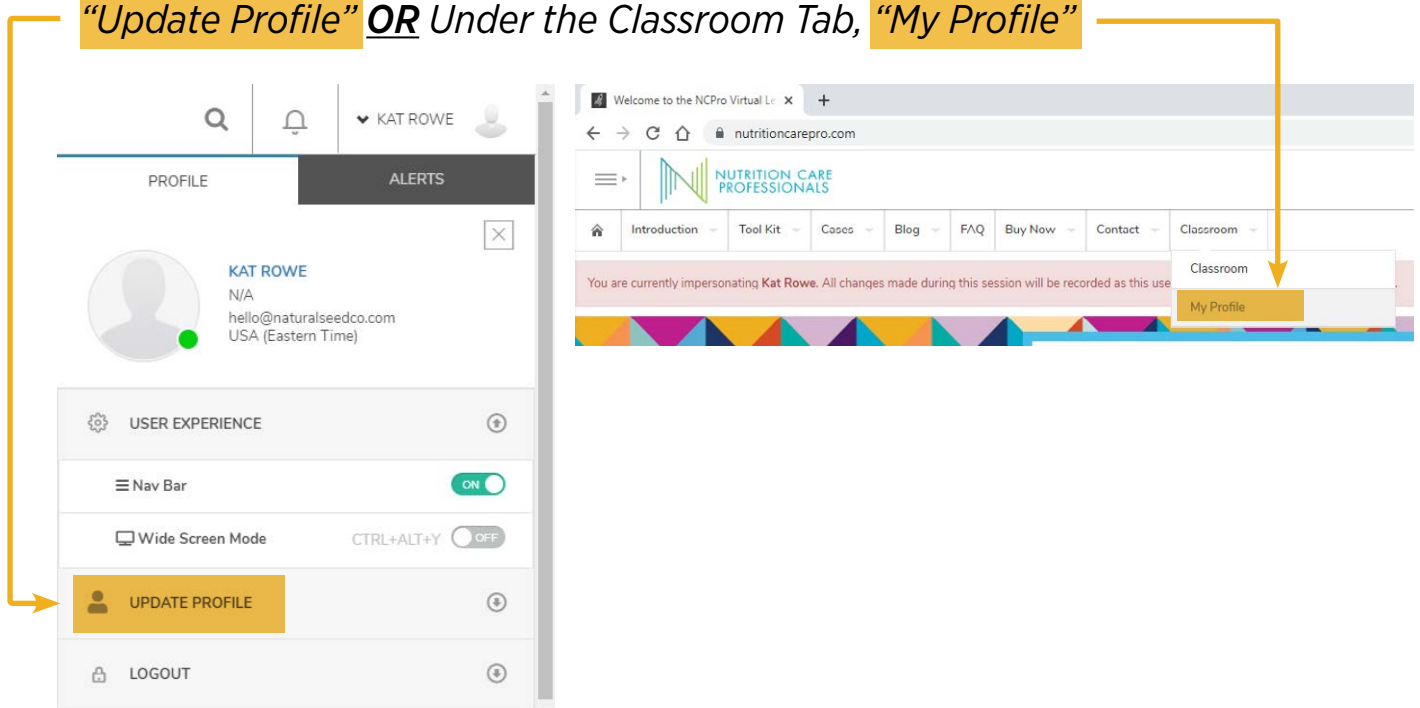 “Update Profile” OR Under the Classroom Tab, “My Profile”
KAT ROWE
PROFILE
ALERTS
KAT ROWE
N/A
hello@naturalseedco.com
USA (Eastern Time)
USER EXPERIENCE
Nav Bar
ON
Wide Screen Mode
CTRL+ALT+Y
OFF
UPDATE PROFILE
LOGOUT
Welcome to the NCPro Virtual Le
nutritioncarepro.com
NUTRITION CARE
PROFESSIONALS
Introduction
Tool Kit
Cases
Blog
FAQ
Buy Now
Contact
Classroom
Classroom
My Profile
You are currently impersonating Kat Rowe. All changes made during this session will be recorded as this use